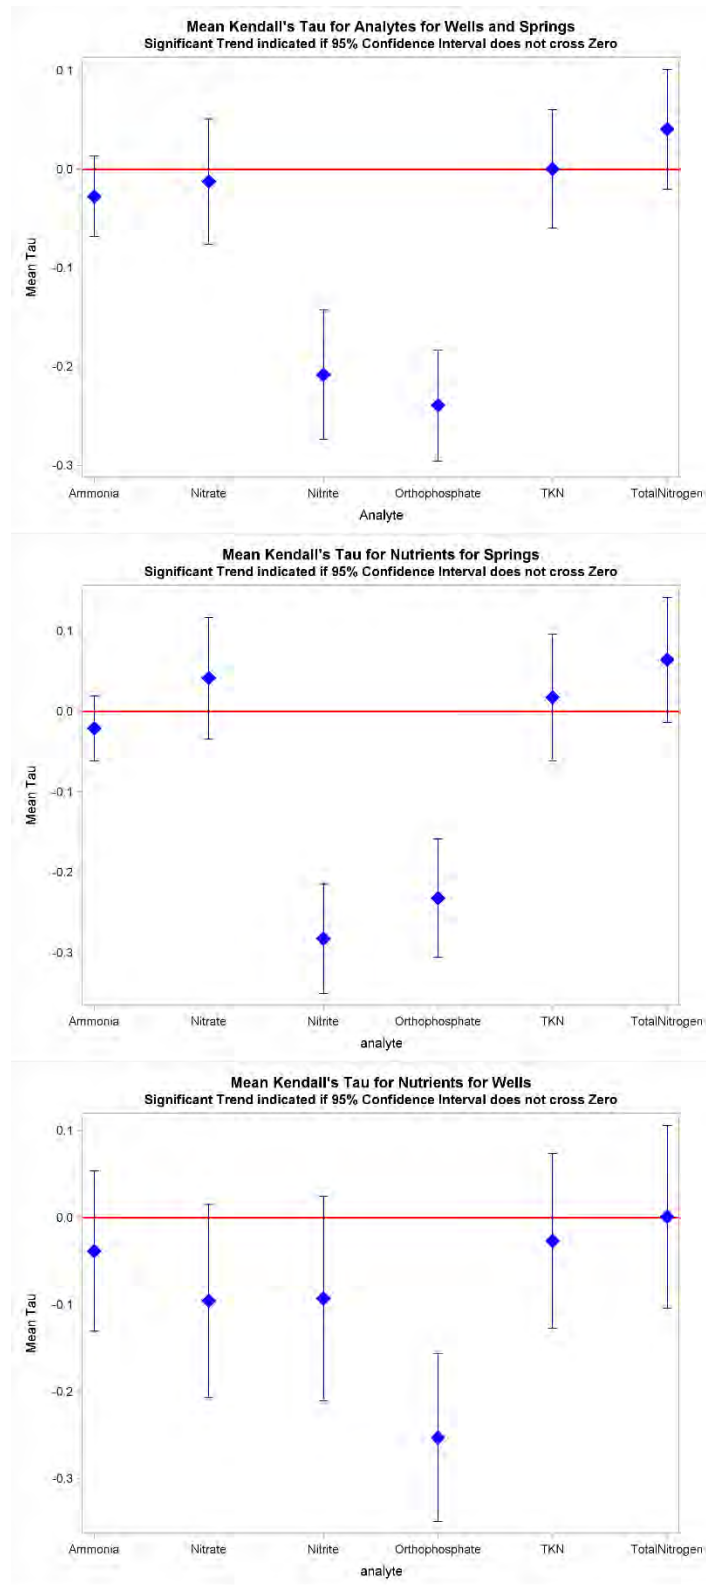 Mean Kendall's Tau for Analytes for Wells and Springs
Significant Trend indicated if 95% Confidence Interval does not cross Zero
0.1
0.0
-0.1
-0.2
-0.3
Mean Tau
Ammonia Nitrate Nitrite Orthophosphate TKN TotalNitrogen
Analyte
Mean Kendall's Tau for Nutrients for Springs
Significant Trend indicated if 95% Confidence Interval does not cross Zero
0.1
0.0
-0.1
-0.2
-0.3
Mean Tau
Ammonia Nitrate Nitrite Orthophosphate TKN TotalNitrogen
analyte
Mean Kendall's Tau for Nutrients for Wells
Significant Trend indicated if 95% Confidence Interval does not cross Zero
0.1
0.0
-0.1
-0.2
-0.3
Mean Tau
Ammonia Nitrate Nitrite Orthophosphate TKN TotalNitrogen
analyte